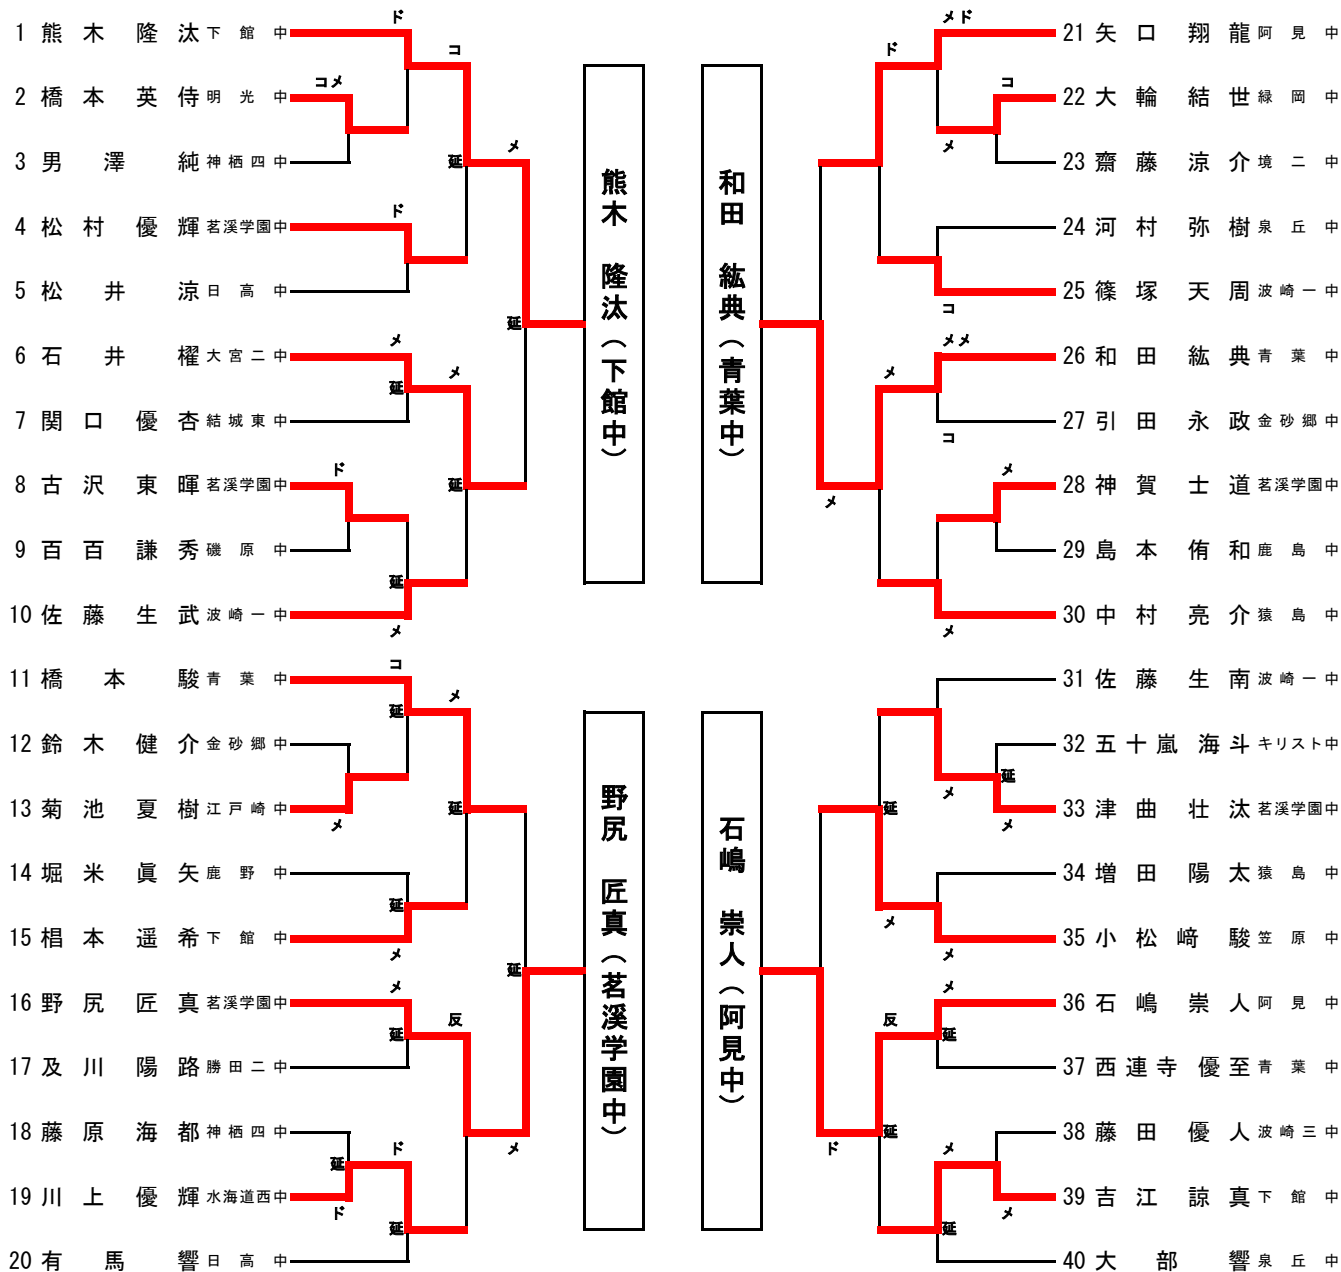 1 熊木 隆汰 下館中
2 橋本 英侍 明光中
3 男澤 純 神栖四中
4 松村 優輝 茗溪学園中
5 松井 涼 日高中
6 石井 櫂 大宮二中
7 関口 優杏 結城東中
8 古沢 東暉 茗溪学園中
9 百百 謙秀 磯原中
10 佐藤 生武 波崎一中
11 橋本 駿 青葉中
12 鈴木 健介 金砂郷中
13 菊池 夏樹 江戸崎中
14 堀米 眞矢 鹿野中
15 椙本 遥希 下館中
16 野尻 匠真 茗溪学園中
17 及川 陽路 勝田二中
18 藤原 海都 神栖四中
19 川上 優輝 水海道西中
20 有馬 響 日高中
ド
コ
コメ
メ
延
ド
延
メ
延
メ
ド
延
延
メ
コ
メ
延
メ
延
延
メ
メ
延
反
延
延
ド
ド
延
メ
熊木 隆汰(下館中)
野尻 匠真(茗溪学園中)
和田 紘典(青葉中)
石嶋 崇人(阿見中)
メド
ド
コ
メ
コ
メメ
メ
コ
メ
メ
メ
延
メ
メ
延
メ
メ
メ
反
延
延
ド
メ
メ
延
21 矢口 翔龍 阿見中
22 大輪 結世 緑岡中
23 齋藤 涼介 境二中
24 河村 弥樹 泉丘中
25 篠塚 天周 波崎一中
26 和田 紘典 青葉中
27 引田 永政 金砂郷中
28 神賀 士道 茗溪学園中
29 島本 侑和 鹿島中
30 中村 亮介 猿島中
31 佐藤 生南 波崎一中
32 五十嵐 海斗 キリスト中
33 津曲 壮汰 茗溪学園中
34 増田 陽太 猿島中
35 小松﨑 駿 笠原中
36 石嶋 崇人 阿見中
37 西連寺 優至 青葉中
38 藤田 優人 波崎三中
39 吉江 諒真 下館中
40 大部 響 泉丘中